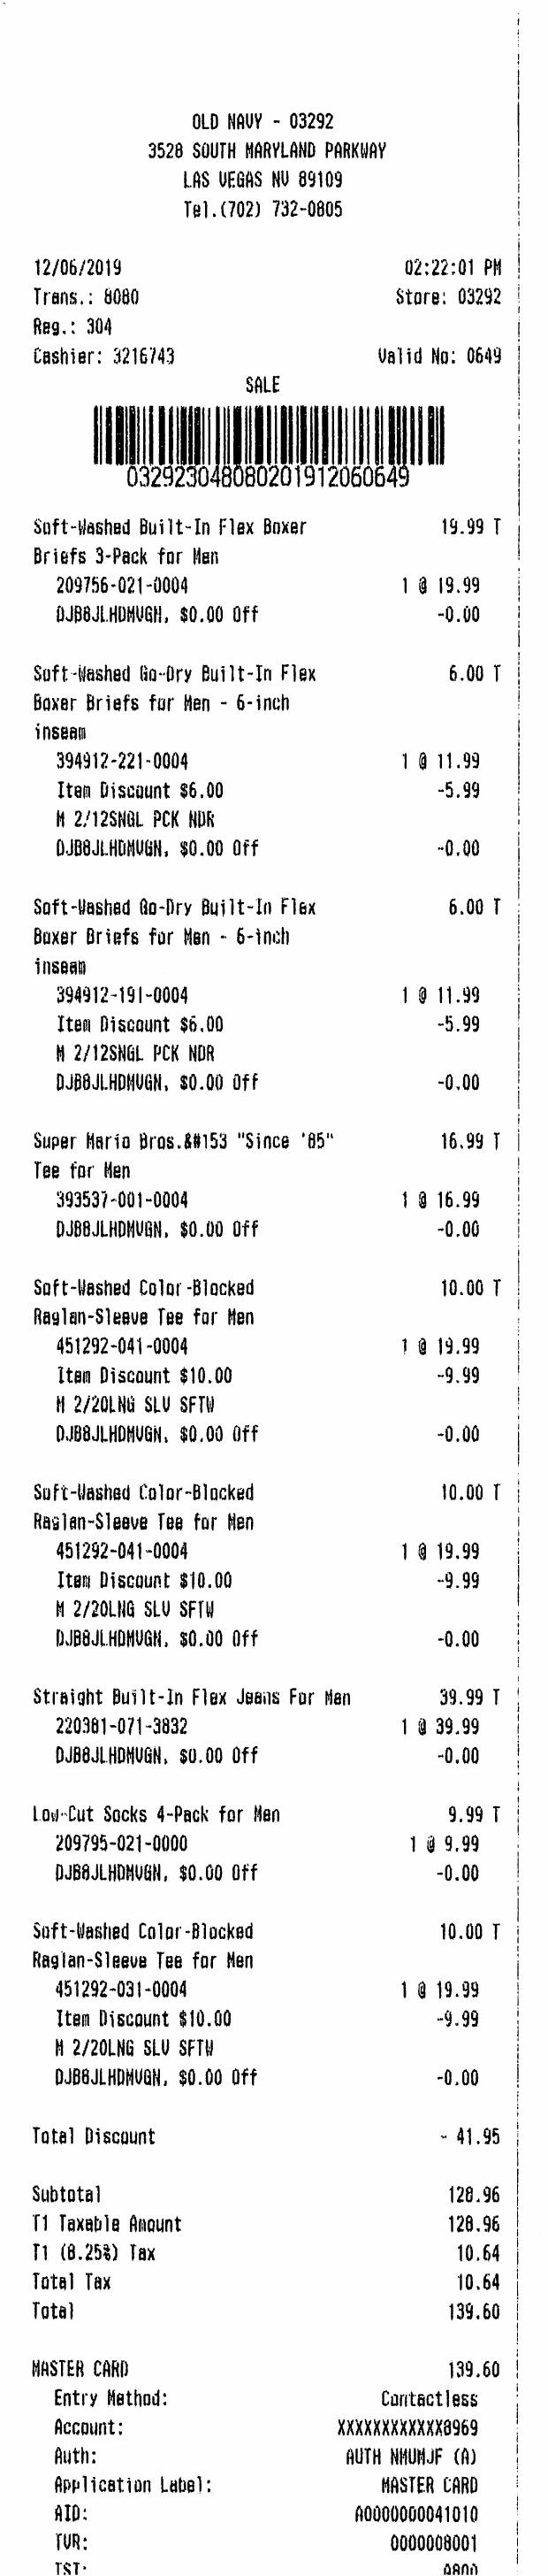 OLD NAVY - 03292
3528 SOUTH MARYLAND PARKWAY
LAS VEGAS NV 89109
Tel.(702) 732-0805
12/06/2019 02:22:01 PM
Trans.: 8080 Store: 03292
Reg.: 304
Cashier: 3216743 Valid No: 0649
SALE
032923048080201912060649
Soft-Washed Built-In Flex Boxer 19.99 T
Briefs 3-Pack for Men
209756-021-0004 1 @ 19.99
DJB8JLHDMVGN, $0.00 Off -0.00
Soft-Washed Go-Dry Built-In Flex 6.00 T
Boxer Briefs for Men - 6-inch
inseam
394912-221-0004 1 @ 11.99
Item Discount $6.00 -5.99
M 2/12SNGL PCK NDR
DJB8JLHDMVGN, $0.00 Off -0.00
Soft-Washed Go-Dry Built-In Flex 6.00 T
Boxer Briefs for Men - 6-inch
inseam
394912-191-0004 1 @ 11.99
Item Discount $6.00 -5.99
M 2/12SNGL PCK NDR
DJB8JLHDMVGN, $0.00 Off -0.00
Super Mario Bros.&#153 "Since '85" 16.99 T
Tee for Men
393537-001-0004 1 @ 16.99
DJB8JLHDMVGN, $0.00 Off -0.00
Soft-Washed Color-Blocked 10.00 T
Raglan-Sleeve Tee for Men
451292-041-0004 1 @ 19.99
Item Discount $10.00 -9.99
M 2/20LNG SLV SFTW
DJB8JLHDMVGN, $0.00 Off -0.00
Soft-Washed Color-Blocked 10.00 T
Raglan-Sleeve Tee for Men
451292-041-0004 1 @ 19.99
Item Discount $10.00 -9.99
M 2/20LNG SLV SFTW
DJB8JLHDMVGN, $0.00 Off -0.00
Straight Built-In Flex Jeans For Men 39.99 T
220381-071-3832 1 @ 39.99
DJB8JLHDMVGN, $0.00 Off -0.00
Low-Cut Socks 4-Pack for Men 9.99 T
209795-021-0000 1 @ 9.99
DJB8JLHDMVGN, $0.00 Off -0.00
Soft-Washed Color-Blocked 10.00 T
Raglan-Sleeve Tee for Men
451292-031-0004 1 @ 19.99
Item Discount $10.00 -9.99
M 2/20LNG SLV SFTW
DJB8JLHDMVGN, $0.00 Off -0.00
Total Discount - 41.95
Subtotal 128.96
T1 Taxable Amount 128.96
T1 (8.25%) Tax 10.64
Total Tax 10.64
Total 139.60
MASTER CARD 139.60
Entry Method: Contactless
Account: XXXXXXXXXXXX8969
Auth: AUTH NMUMJF (A)
Application Label: MASTER CARD
AID: A0000000041010
TVR: 0000008001
TST: A800